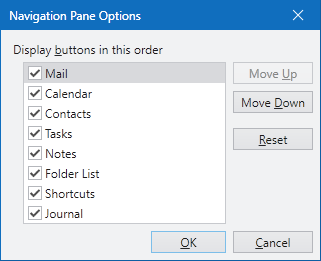 Navigation Pane Options
Display buttons in this order
Mail
Calendar
Contacts
Tasks
Notes
Folder List
Shortcuts
Journal
Move Up
Move Down
Reset
OK
Cancel